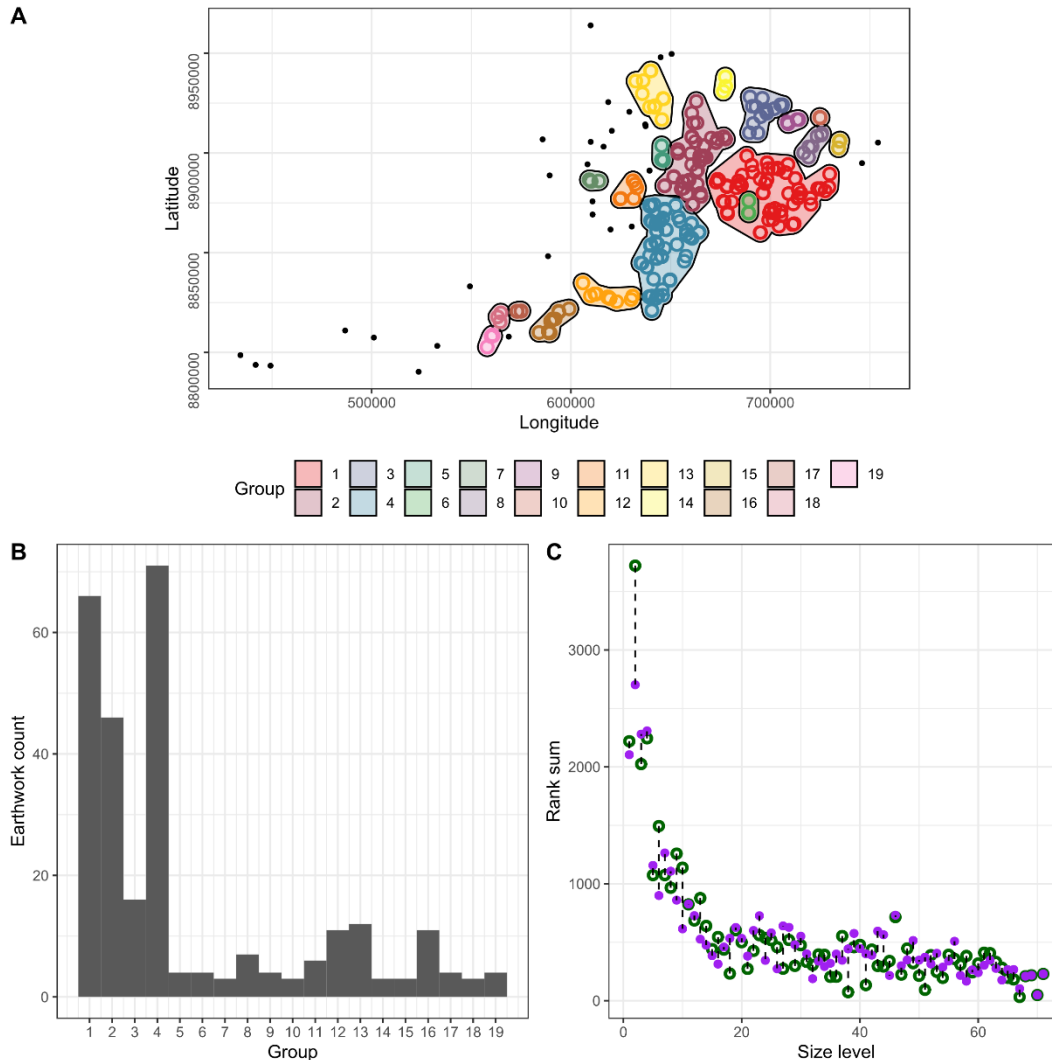 A
8950000
8900000
8850000
8800000
Latitude
500000 600000 700000
Longitude
Group
1 3 5 7 9 11 13 15 17 19
2 4 6 8 10 12 14 16 18
B
60
40
20
0
Earthwork count
1 2 3 4 5 6 7 8 9 10 11 12 13 14 15 16 17 18 19
Group
C
3000
2000
1000
0
Rank sum
0 20 40 60
Size level